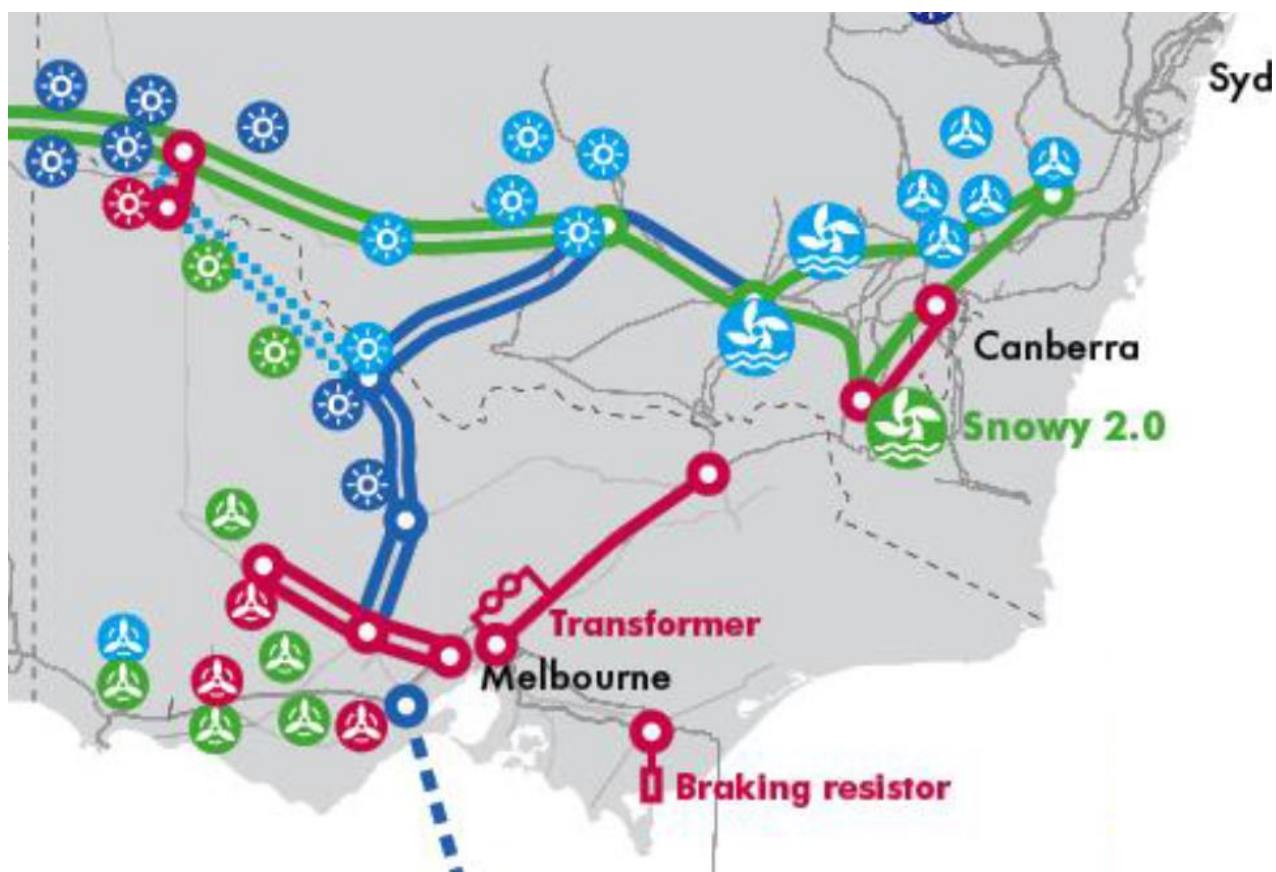 Syd
Canberra
Snowy 2.0
Transformer
Melbourne
Braking resistor